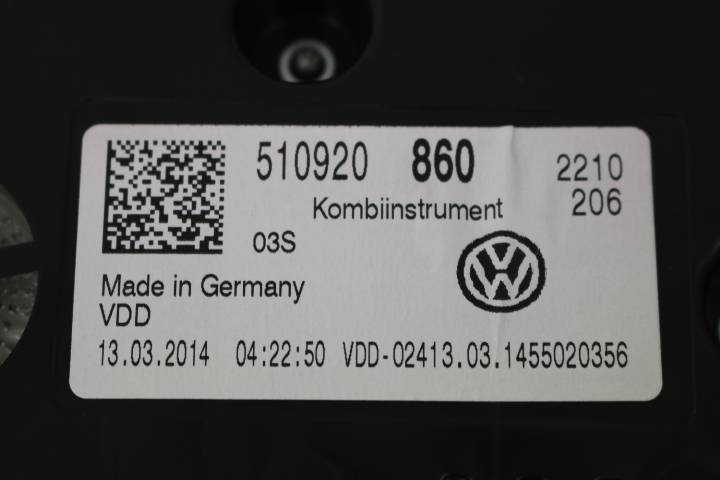 510920 860 2210
Kombiinstrument 206
03S
Made in Germany
VDD
13.03.2014 04:22:50 VDD-02413.03.1455020356